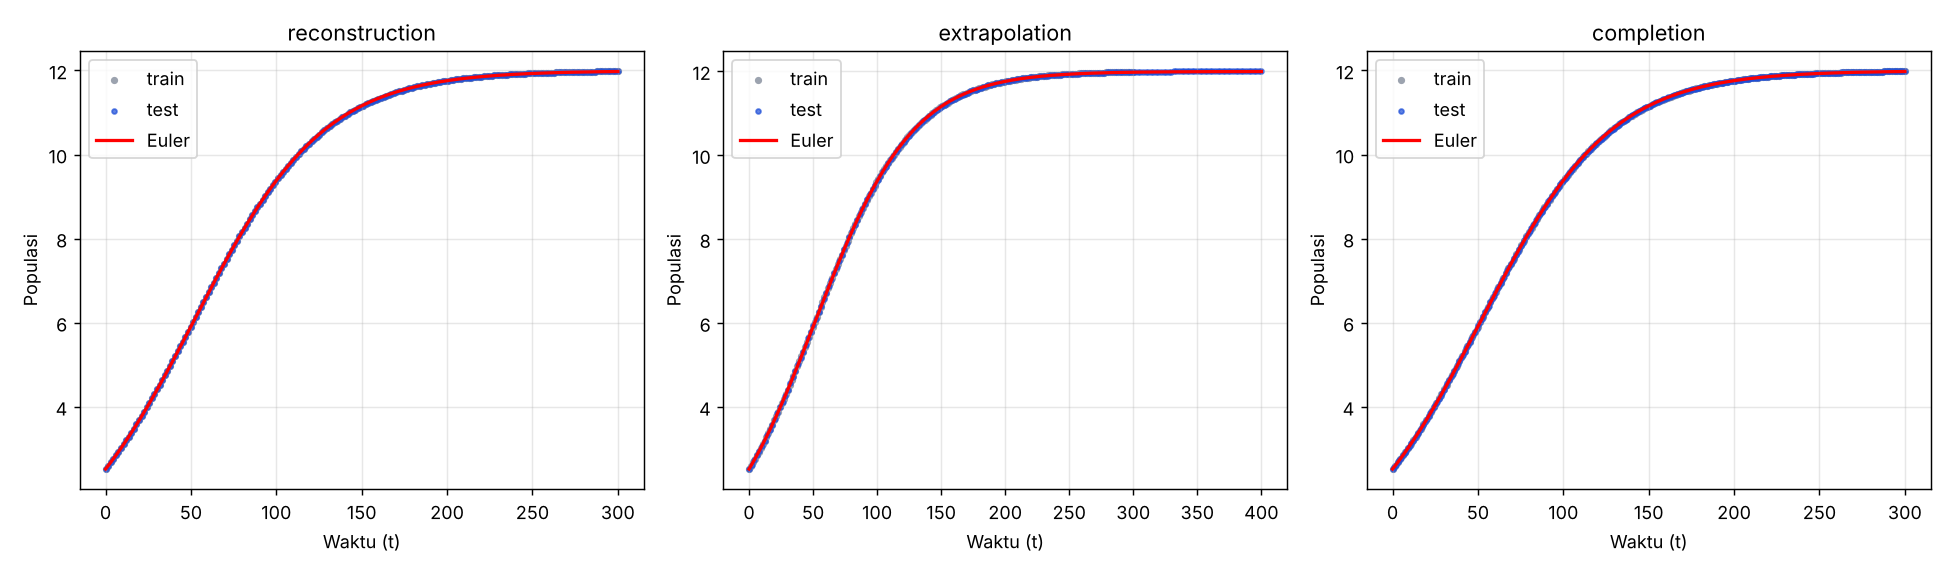 reconstruction
train
test
Euler
12
10
8
6
4
Populasi
0 50 100 150 200 250 300
Waktu (t)
extrapolation
train
test
Euler
12
10
8
6
4
Populasi
0 50 100 150 200 250 300 350 400
Waktu (t)
completion
train
test
Euler
12
10
8
6
4
Populasi
0 50 100 150 200 250 300
Waktu (t)